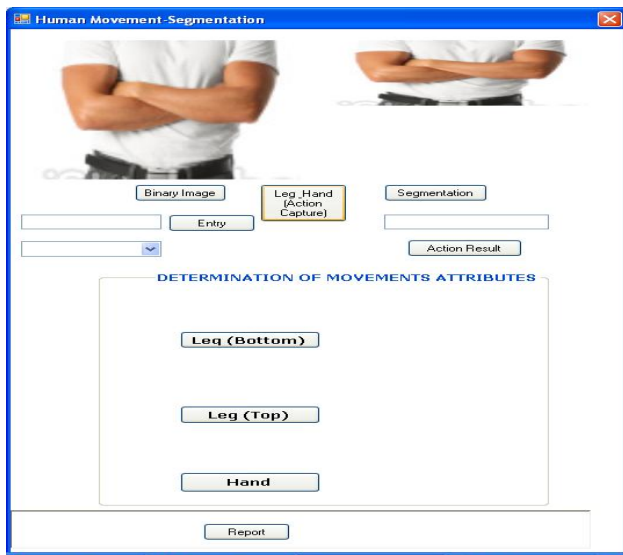 Human Movement-Segmentation
Binary Image
Leg_Hand
(Action
Capture)
Segmentation
Entry
Action Result
DETERMINATION OF MOVEMENTS ATTRIBUTES
Leg (Bottom)
Leg (Top)
Hand
Report